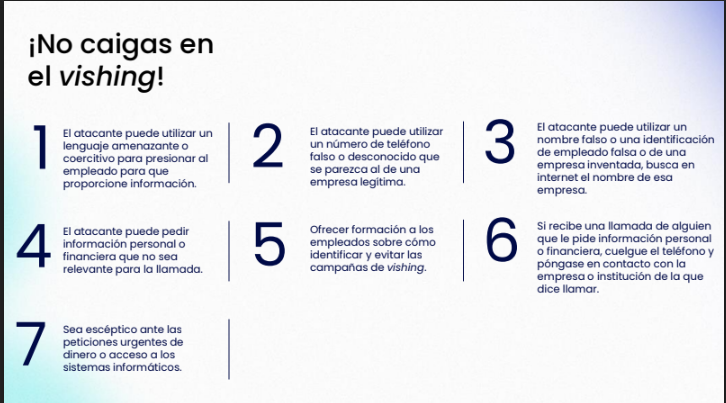 ¡No caigas en
el vishing!
1
El atacante puede utilizar un
lenguaje amenazante o
coercitivo para presionar al
empleado para que
proporcione información.
2
El atacante puede utilizar
un número de teléfono
falso o desconocido que
se parezca al de una
empresa legítima.
3
El atacante puede utilizar un
nombre falso o una identificación
de empleado falsa o de una
empresa inventada, busca en
internet el nombre de esa
empresa.
4
El atacante puede pedir
información personal o
financiera que no sea
relevante para la llamada.
5
Ofrecer formación a los
empleados sobre cómo
identificar y evitar las
campañas de vishing.
6
Si recibe una llamada de alguien
que le pide información personal
o financiera, cuelgue el teléfono y
póngase en contacto con la
empresa o institución de la que
dice llamar.
7
Sea escéptico ante las
peticiones urgentes de
dinero o acceso a los
sistemas informáticos.